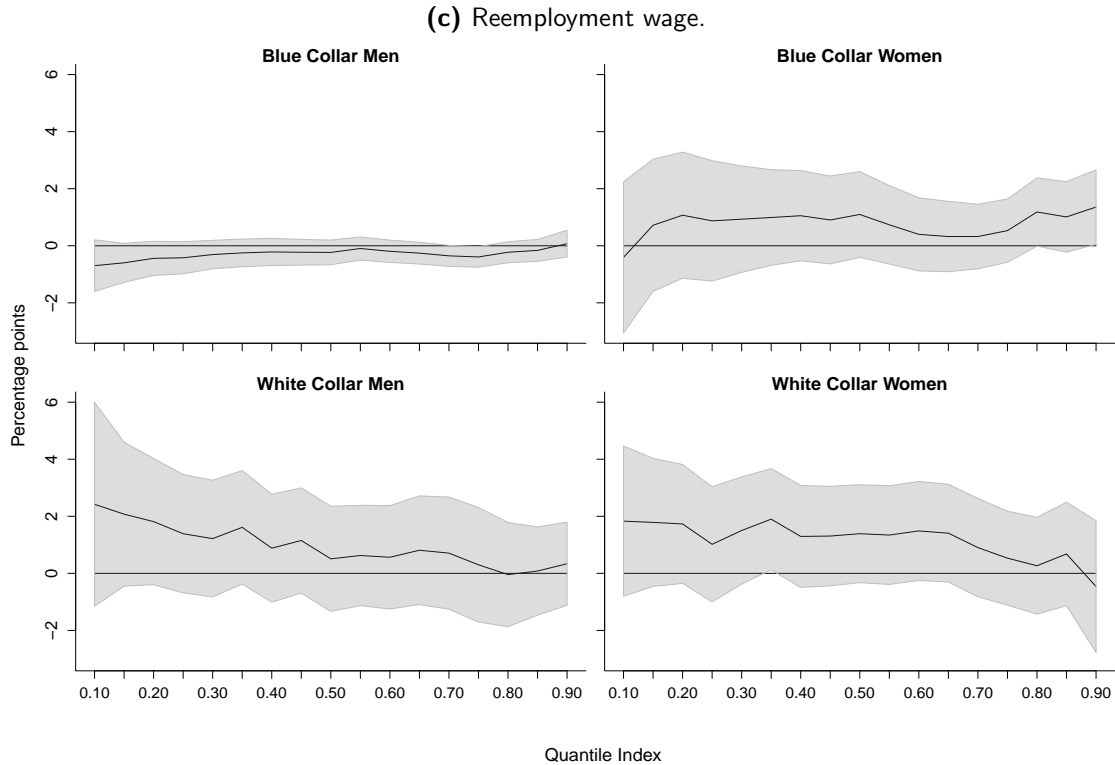 (c) Reemployment wage.
Blue Collar Men
Blue Collar Women
6
4
2
0
−2
White Collar Men
White Collar Women
6
4
2
0
−2
0.10 0.20 0.30 0.40 0.50 0.60 0.70 0.80 0.90
0.10 0.20 0.30 0.40 0.50 0.60 0.70 0.80 0.90
Percentage points
Quantile Index